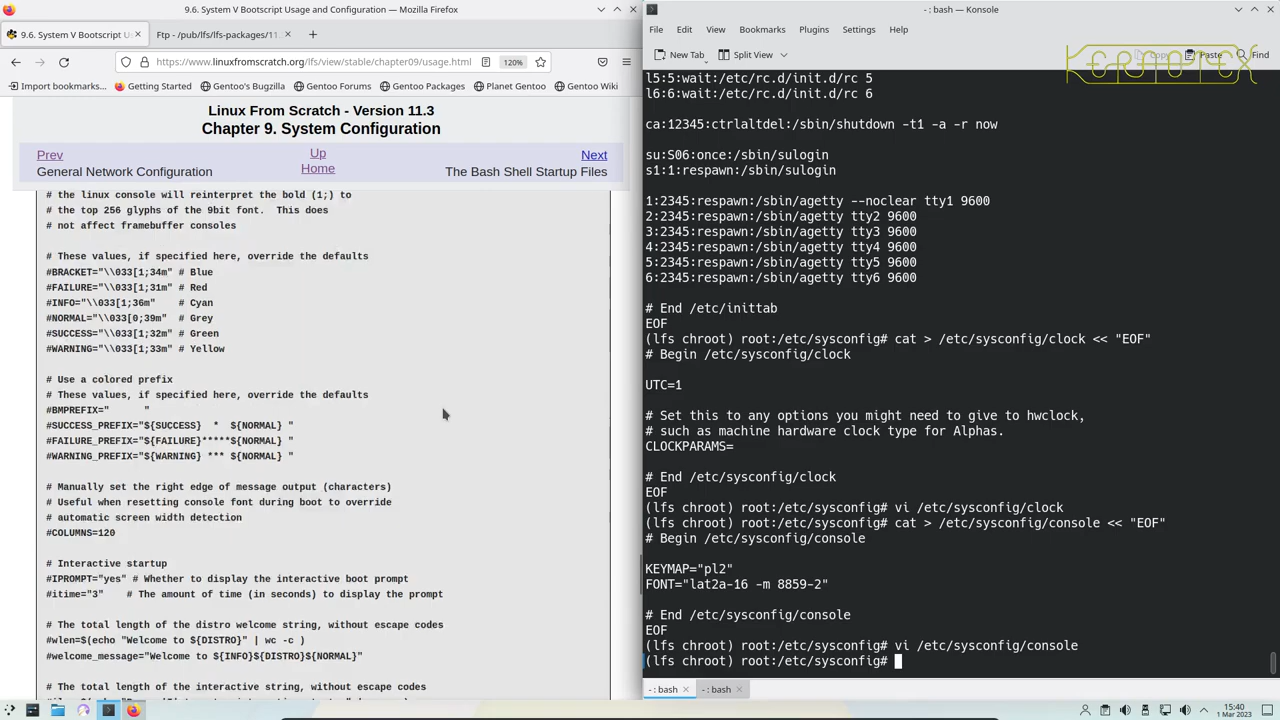 9.6. System V Bootscript Usage and Configuration — Mozilla Firefox
9.6. System V Bootscript U
Ftp - /pub/lfs/lfs-packages/11.
https://www.linuxfromscratch.org/lfs/view/stable/chapter09/usage.html
120%
Import bookmarks...
Getting Started
Gentoo's Bugzilla
Gentoo Forums
Gentoo Packages
Planet Gentoo
Gentoo Wiki
Linux From Scratch - Version 11.3
Chapter 9. System Configuration
Prev
Up
Next
General Network Configuration
Home
The Bash Shell Startup Files
# the linux console will reinterpret the bold (1;) to
# the top 256 glyphs of the 9bit font.  This does
# not affect framebuffer consoles
# These values, if specified here, override the defaults
#BRACKET="\\033[1;34m" # Blue
#FAILURE="\\033[1;31m" # Red
#INFO="\\033[1;36m"    # Cyan
#NORMAL="\\033[0;39m" # Grey
#SUCCESS="\\033[1;32m" # Green
#WARNING="\\033[1;33m" # Yellow
# Use a colored prefix
# These values, if specified here, override the defaults
#BMPREFIX="      "
#SUCCESS_PREFIX="${SUCCESS}  *  ${NORMAL} "
#FAILURE_PREFIX="${FAILURE}*****${NORMAL} "
#WARNING_PREFIX="${WARNING} *** ${NORMAL} "
# Manually set the right edge of message output (characters)
# Useful when resetting console font during boot to override
# automatic screen width detection
#COLUMNS=120
# Interactive startup
#IPROMPT="yes" # Whether to display the interactive boot prompt
#itime="3"    # The amount of time (in seconds) to display the prompt
# The total length of the distro welcome string, without escape codes
#wlen=$(echo "Welcome to ${DISTRO}" | wc -c )
#welcome_message="Welcome to ${INFO}${DISTRO}${NORMAL}"
# The total length of the interactive string, without escape codes
- : bash — Konsole
File
Edit
View
Bookmarks
Plugins
Settings
Help
New Tab
Split View
Copy
Paste
Find
KERNOTEX
l5:5:wait:/etc/rc.d/init.d/rc 5
l6:6:wait:/etc/rc.d/init.d/rc 6
ca:12345:ctrlaltdel:/sbin/shutdown -t1 -a -r now
su:S06:once:/sbin/sulogin
s1:1:respawn:/sbin/sulogin
1:2345:respawn:/sbin/agetty --noclear tty1 9600
2:2345:respawn:/sbin/agetty tty2 9600
3:2345:respawn:/sbin/agetty tty3 9600
4:2345:respawn:/sbin/agetty tty4 9600
5:2345:respawn:/sbin/agetty tty5 9600
6:2345:respawn:/sbin/agetty tty6 9600
# End /etc/inittab
EOF
(lfs chroot) root:/etc/sysconfig# cat > /etc/sysconfig/clock << "EOF"
# Begin /etc/sysconfig/clock
UTC=1
# Set this to any options you might need to give to hwclock,
# such as machine hardware clock type for Alphas.
CLOCKPARAMS=
# End /etc/sysconfig/clock
EOF
(lfs chroot) root:/etc/sysconfig# vi /etc/sysconfig/clock
(lfs chroot) root:/etc/sysconfig# cat > /etc/sysconfig/console << "EOF"
# Begin /etc/sysconfig/console
KEYMAP="pl2"
FONT="lat2a-16 -m 8859-2"
# End /etc/sysconfig/console
EOF
(lfs chroot) root:/etc/sysconfig# vi /etc/sysconfig/console
(lfs chroot) root:/etc/sysconfig#
- : bash
- : bash
15:40
1 Mar 2023